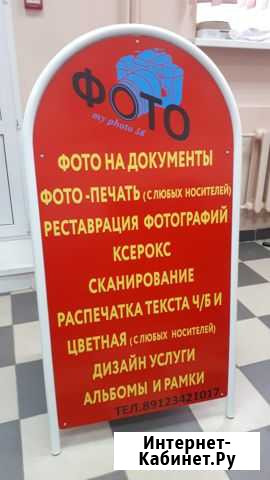 ФОТО
my photo 56
ФОТО НА ДОКУМЕНТЫ
ФОТО -ПЕЧАТЬ (С ЛЮБЫХ НОСИТЕЛЕЙ)
РЕСТАВРАЦИЯ ФОТОГРАФИЙ
КСЕРОКС
СКАНИРОВАНИЕ
РАСПЕЧАТКА ТЕКСТА Ч/Б И
ЦВЕТНАЯ (С ЛЮБЫХ НОСИТЕЛЕЙ)
ДИЗАЙН УСЛУГИ
АЛЬБОМЫ И РАМКИ
ТЕЛ.89123421017
Интернет-
Кабинет.Ру